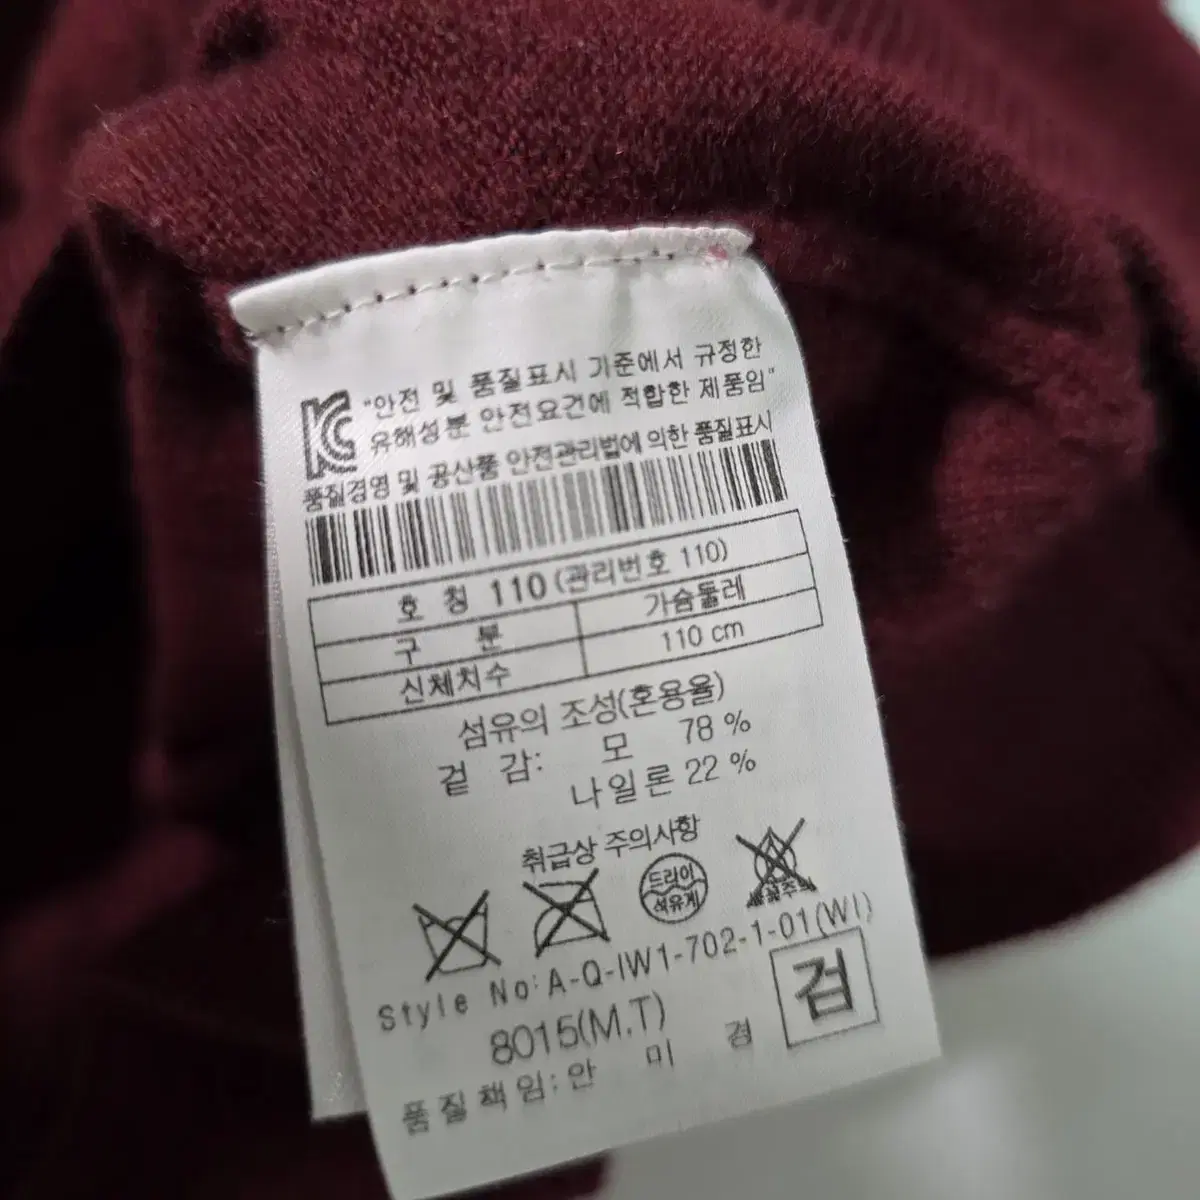 KC "안전 및 품질표시 기준에서 규정한
유해성분 안전요건에 적합한 제품임"
품질경영 및 공산품 안전관리법에 의한 품질표시
호 칭 110 (관리번호 110)
구 분 가슴둘레
신체치수 110 cm
섬유의 조성(혼용율)
겉 감: 모 78 %
나일론 22 %
취급상 주의사항
드라이
석유계
Style No:A-Q-IW1-702-1-01(WI)
8015(M.T)
검
품질책임:안 미 경